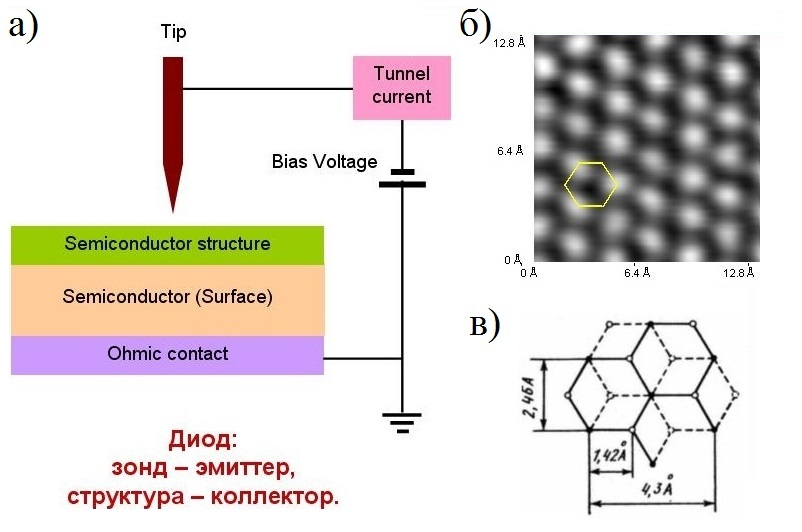 а)
Tip
Tunnel
current
Bias Voltage
Semiconductor structure
Semiconductor (Surface)
Ohmic contact
Диод:
зонд – эмиттер,
структура – коллектор.
б)
12.8 Å
6.4 Å
0 Å
0 Å
6.4 Å
12.8 Å
в)
2,46А
1,42Å
4,3Å